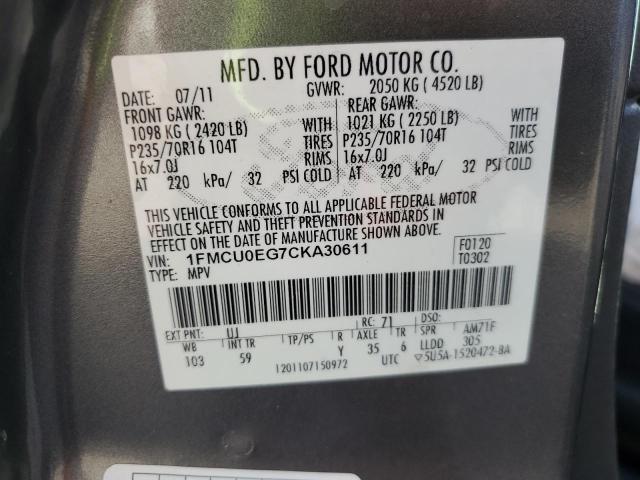 MFD. BY FORD MOTOR CO.
DATE: 07/11 GVWR: 2050 KG ( 4520 LB)
FRONT GAWR: REAR GAWR:
1098 KG ( 2420 LB) WITH 1021 KG ( 2250 LB) WITH
P235/70R16 104T TIRES P235/70R16 104T TIRES
16x7.0J RIMS 16x7.0J RIMS
AT 220 kPa/ 32 PSI COLD AT 220 kPa/ 32 PSI COLD
THIS VEHICLE CONFORMS TO ALL APPLICABLE FEDERAL MOTOR
VEHICLE SAFETY AND THEFT PREVENTION STANDARDS IN
EFFECT ON THE DATE OF MANUFACTURE SHOWN ABOVE.
VIN: 1FMCU0EG7CKA30611 F0120
TYPE: MPV T0302
EXT PNT: UJ RC: 71 DSO:
WB INT TR TP/PS R AXLE TR SPR AM71F
103 59 Y 35 6 LLDD 305
1201107150972 UTC 5U5A-1520472-BA